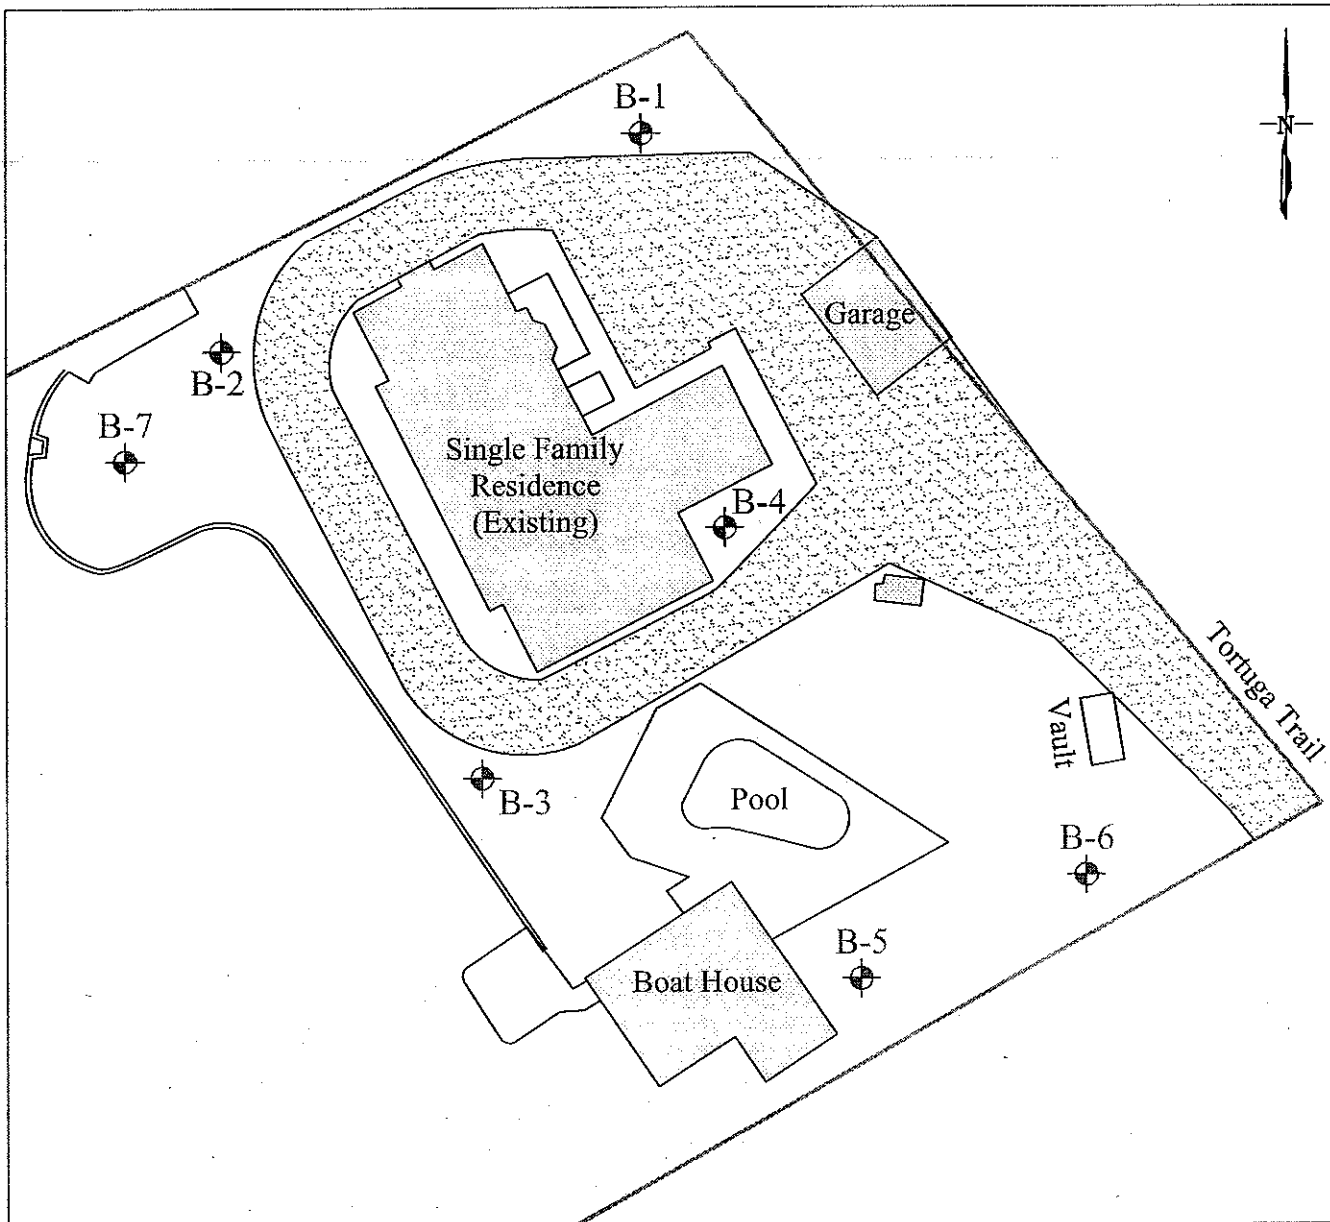 B-1
-N-
Garage
B-2
B-7
Single Family
Residence
(Existing)
B-4
Tortuga Trail
Vault
B-3
Pool
B-6
B-5
Boat House